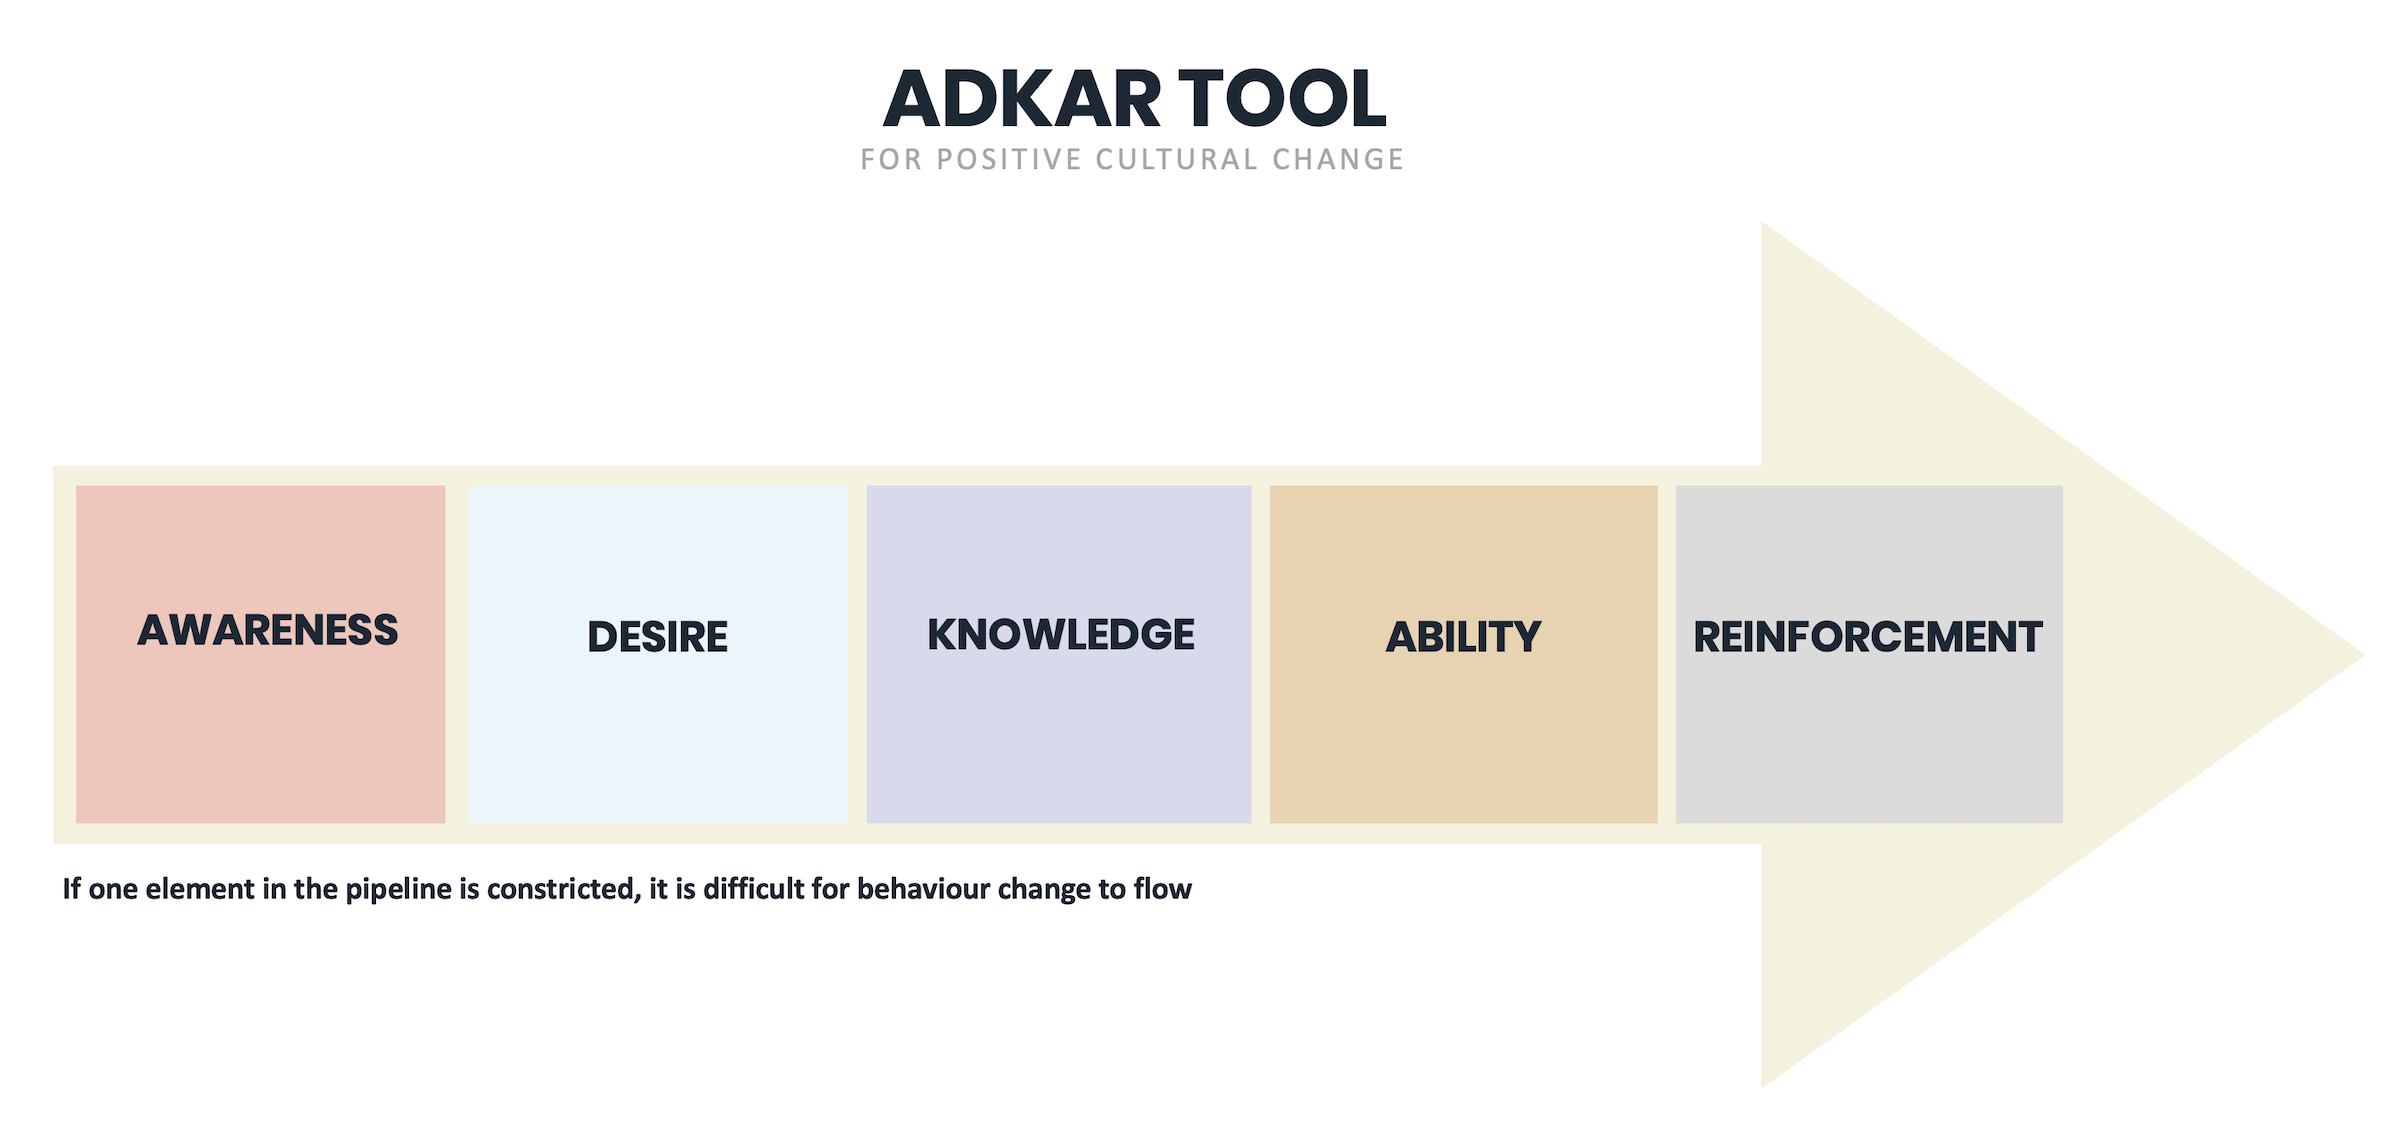 ADKAR TOOL
FOR POSITIVE CULTURAL CHANGE
AWARENESS
DESIRE
KNOWLEDGE
ABILITY
REINFORCEMENT
If one element in the pipeline is constricted, it is difficult for behaviour change to flow